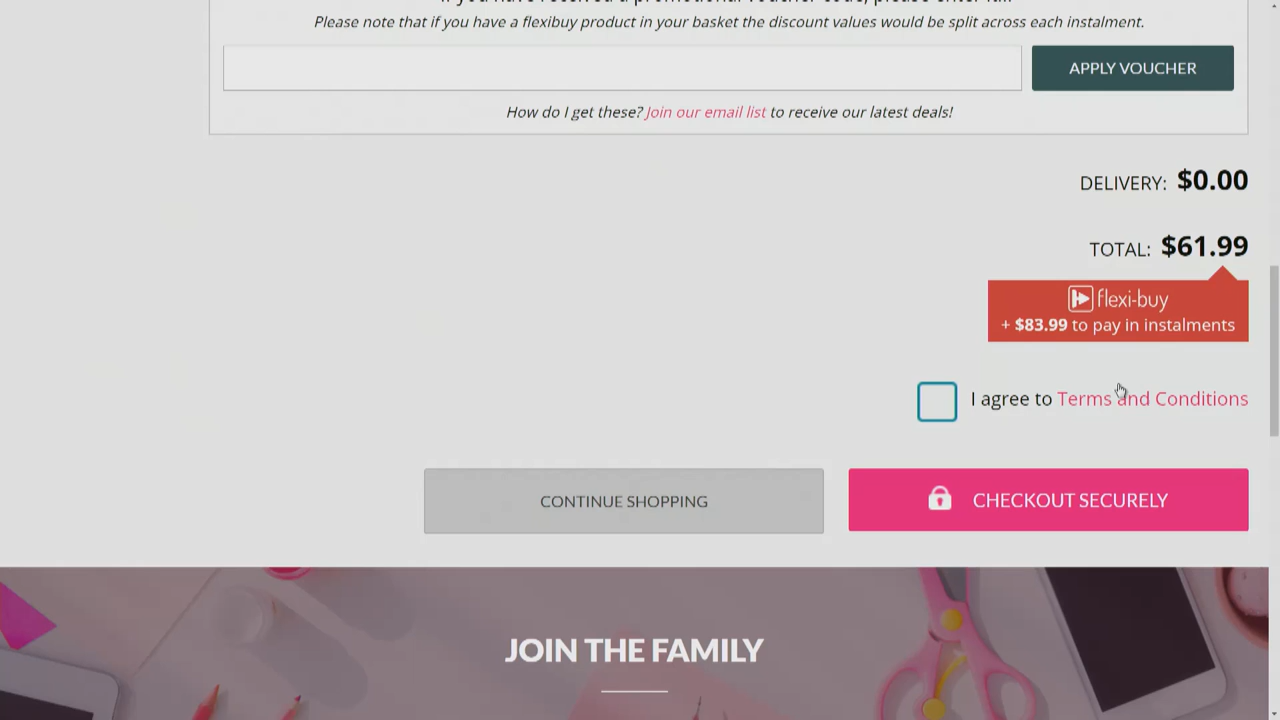 Please note that if you have a flexibuy product in your basket the discount values would be split across each instalment.
APPLY VOUCHER
How do I get these? Join our email list to receive our latest deals!
DELIVERY: $0.00
TOTAL: $61.99
flexi-buy
+ $83.99 to pay in instalments
I agree to Terms and Conditions
CONTINUE SHOPPING
CHECKOUT SECURELY
JOIN THE FAMILY